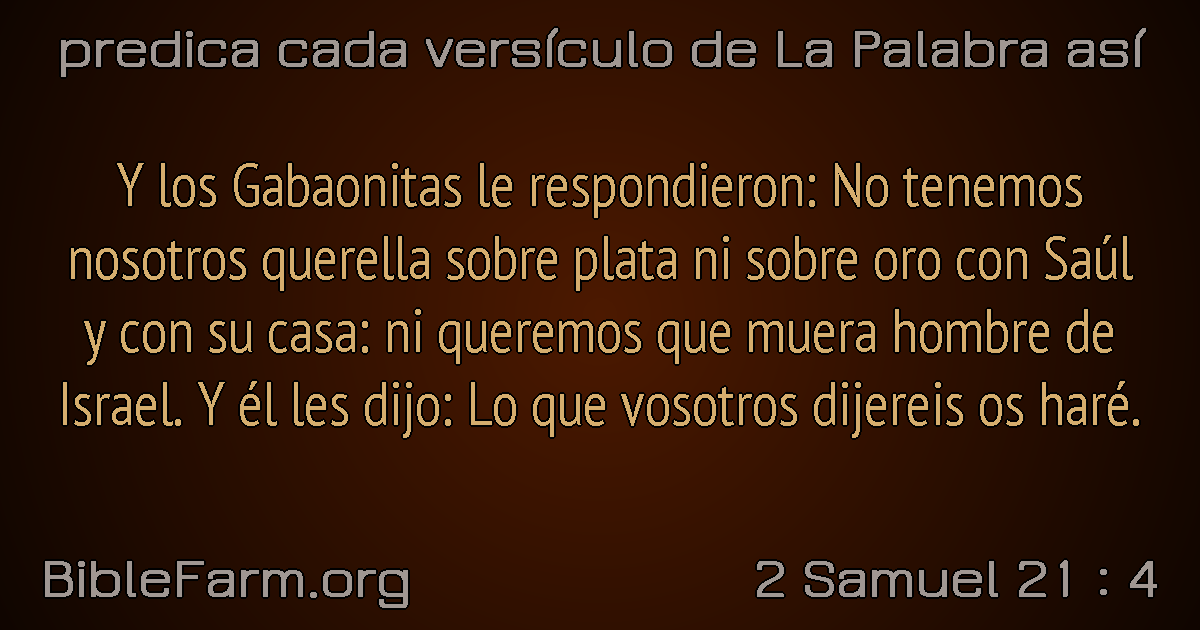 predica cada versículo de La Palabra así
Y los Gabaonitas le respondieron: No tenemos
nosotros querella sobre plata ni sobre oro con Saúl
y con su casa: ni queremos que muera hombre de
Israel. Y él les dijo: Lo que vosotros dijereis os haré.
BibleFarm.org
2 Samuel 21 : 4